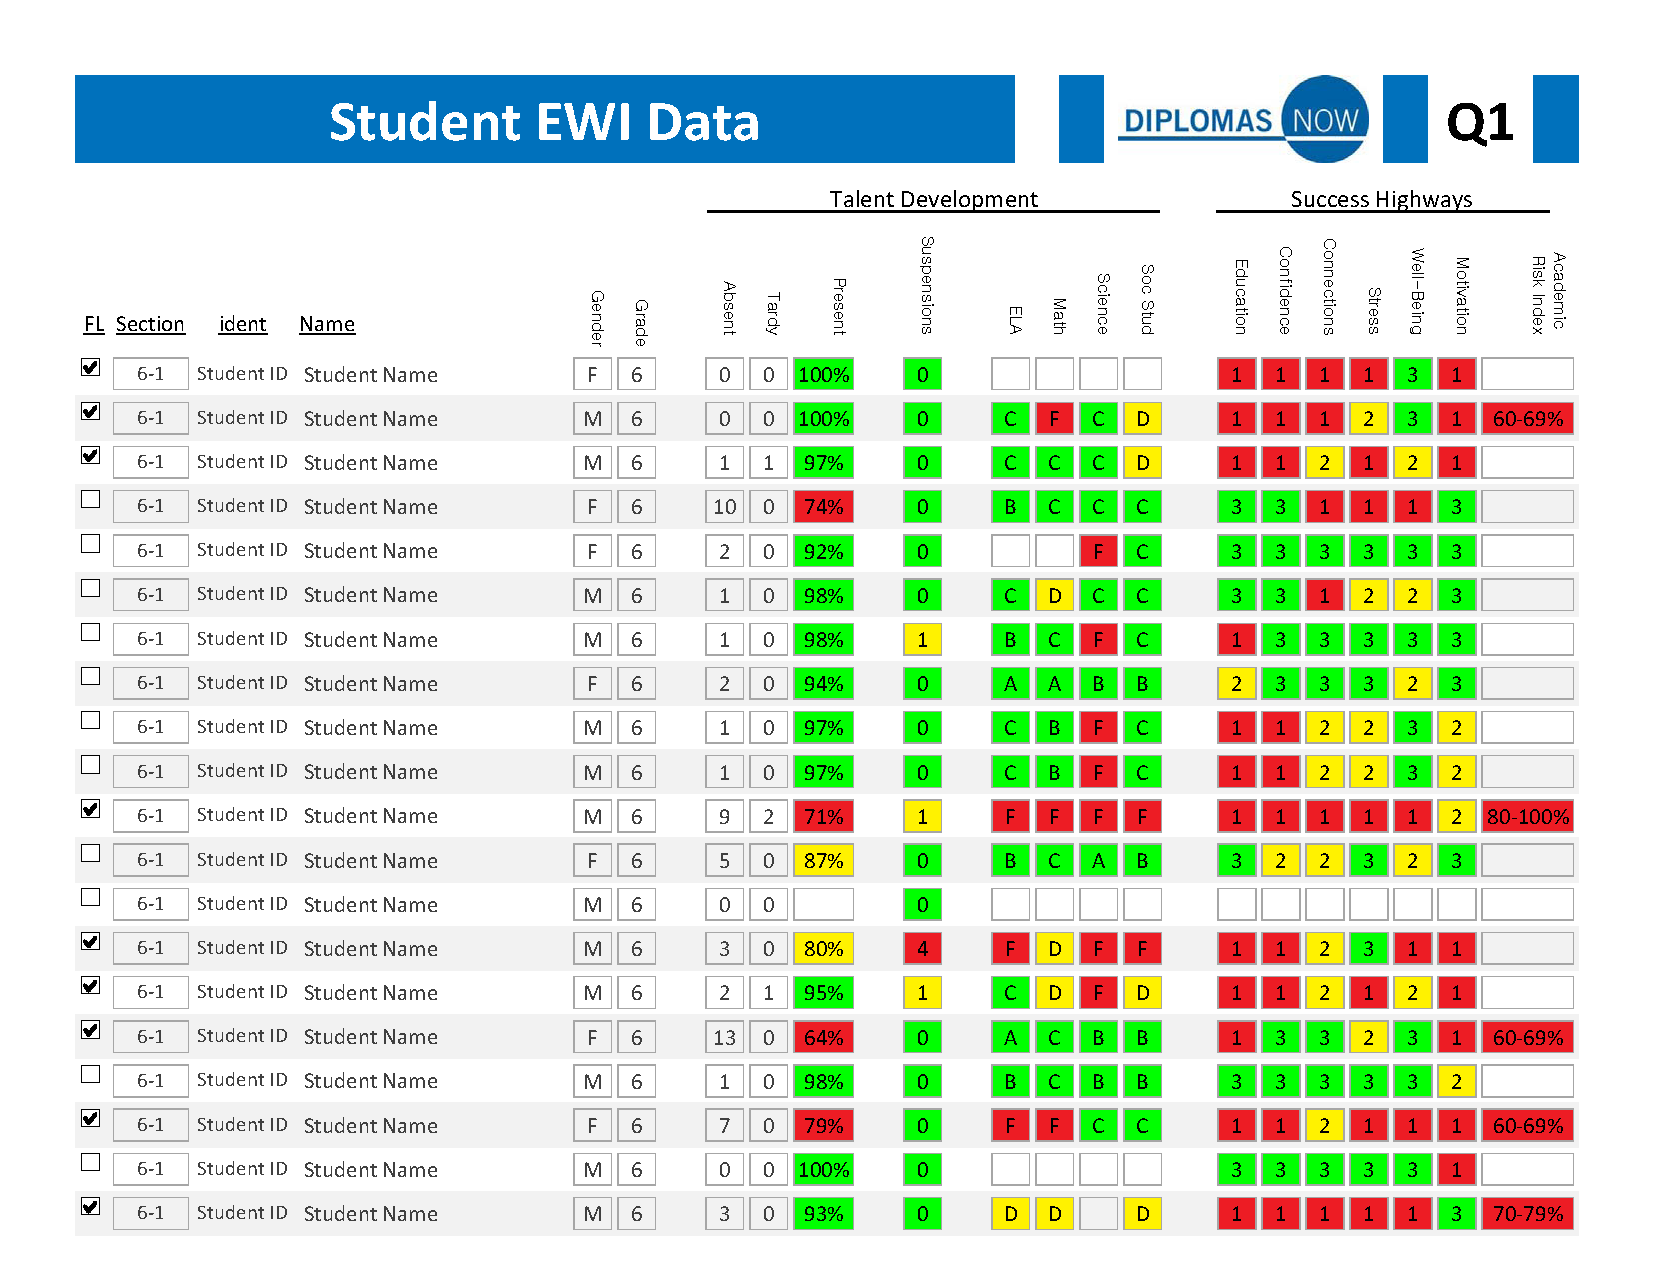 Student EWI Data
DIPLOMAS NOW
Q1
Talent Development Success Highways
FL Section ident Name Gender Grade Absent Tardy Present Suspensions ELA Math Science Soc Stud Education Confidence Connections Stress Well-Being Motivation Academic Risk Index
6-1 Student ID Student Name F 6 0 0 100% 0 1 1 1 1 3 1
6-1 Student ID Student Name M 6 0 0 100% 0 C F C D 1 1 1 2 3 1 60-69%
6-1 Student ID Student Name M 6 1 1 97% 0 C C C D 1 1 2 1 2 1
6-1 Student ID Student Name F 6 10 0 74% 0 B C C C 3 3 1 1 1 3
6-1 Student ID Student Name F 6 2 0 92% 0 F C 3 3 3 3 3 3
6-1 Student ID Student Name M 6 1 0 98% 0 C D C C 3 3 1 2 2 3
6-1 Student ID Student Name M 6 1 0 98% 1 B C F C 1 3 3 3 3 3
6-1 Student ID Student Name F 6 2 0 94% 0 A A B B 2 3 3 3 2 3
6-1 Student ID Student Name M 6 1 0 97% 0 C B F C 1 1 2 2 3 2
6-1 Student ID Student Name M 6 1 0 97% 0 C B F C 1 1 2 2 3 2
6-1 Student ID Student Name M 6 9 2 71% 1 F F F F 1 1 1 1 1 2 80-100%
6-1 Student ID Student Name F 6 5 0 87% 0 B C A B 3 2 2 3 2 3
6-1 Student ID Student Name M 6 0 0 0
6-1 Student ID Student Name M 6 3 0 80% 4 F D F F 1 1 2 3 1 1
6-1 Student ID Student Name M 6 2 1 95% 1 C D F D 1 1 2 1 2 1
6-1 Student ID Student Name F 6 13 0 64% 0 A C B B 1 3 3 2 3 1 60-69%
6-1 Student ID Student Name M 6 1 0 98% 0 B C B B 3 3 3 3 3 2
6-1 Student ID Student Name F 6 7 0 79% 0 F F C C 1 1 2 1 1 1 60-69%
6-1 Student ID Student Name M 6 0 0 100% 0 3 3 3 3 3 1
6-1 Student ID Student Name M 6 3 0 93% 0 D D D 1 1 1 1 1 3 70-79%